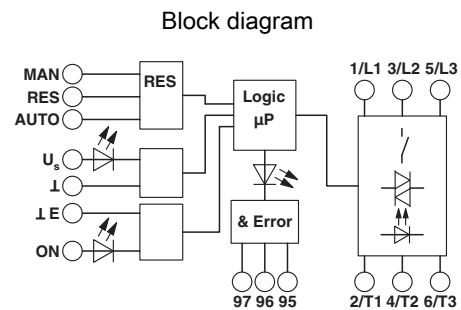 Block diagram
1/L1 3/L2 5/L3
MAN
RES
AUTO
RES
Logic
µP
Us
⊥
⊥ E
ON
& Error
97 96 95
2/T1 4/T2 6/T3